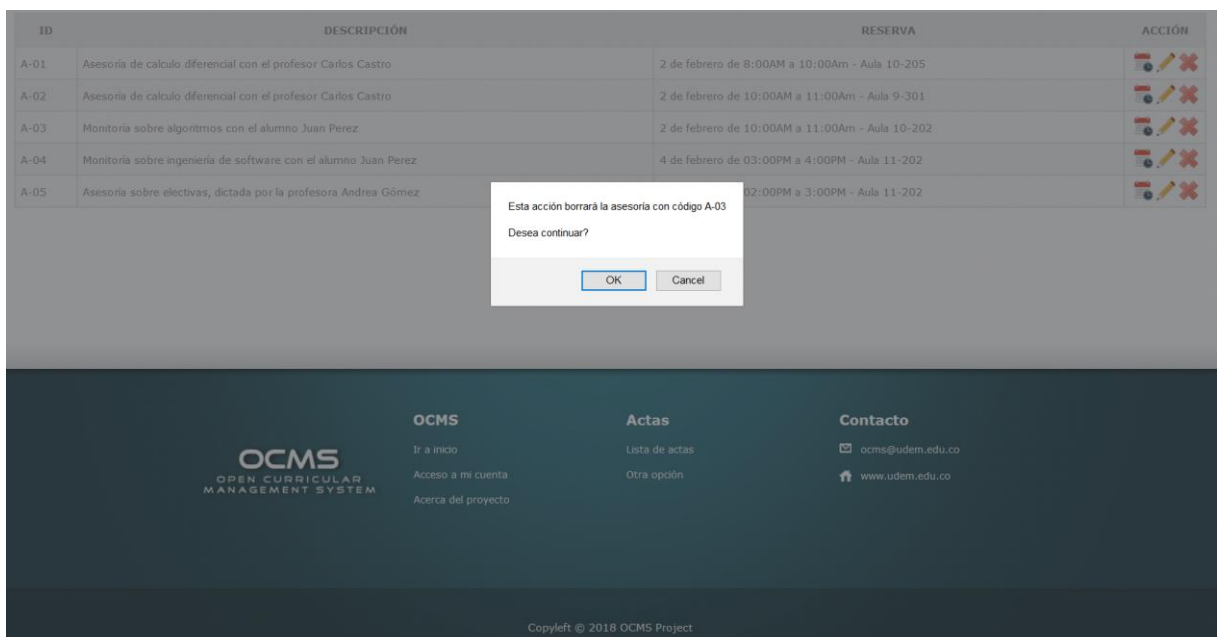 ID DESCRIPCIÓN RESERVA ACCIÓN
A-01 Asesoria de calculo diferencial con el profesor Carlos Castro 2 de febrero de 8:00AM a 10:00Am - Aula 10-205
A-02 Asesoria de calculo diferencial con el profesor Carlos Castro 2 de febrero de 10:00AM a 11:00Am - Aula 9-301
A-03 Monitoria sobre algoritmos con el alumno Juan Perez 2 de febrero de 10:00AM a 11:00Am - Aula 10-202
A-04 Monitoria sobre ingeniería de software con el alumno Juan Perez 4 de febrero de 03:00PM a 4:00PM - Aula 11-202
A-05 Asesoría sobre electivas, dictada por la profesora Andrea Gómez 02:00PM a 3:00PM - Aula 11-202
Esta acción borrará la asesoría con código A-03
Desea continuar?
OK Cancel
OCMS Actas Contacto
Ir a inicio Lista de actas ocms@udem.edu.co
OCMS
OPEN CURRICULAR
MANAGEMENT SYSTEM
Acceso a mi cuenta Otra opción www.udem.edu.co
Acerca del proyecto
Copyleft © 2018 OCMS Project